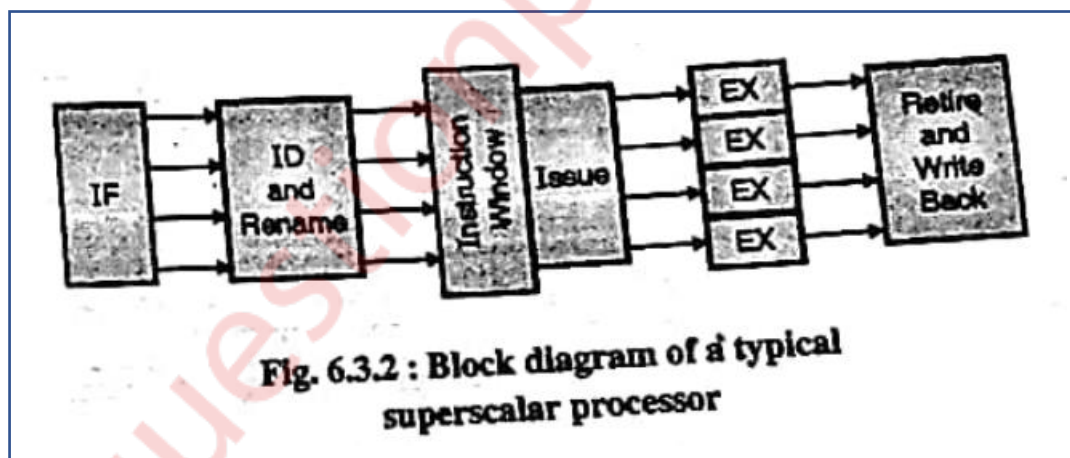 IF
ID
and
Rename
Instruction
Window
Issue
EX
EX
EX
EX
Retire
and
Write
Back
Fig. 6.3.2 : Block diagram of a typical
superscalar processor
uestionp